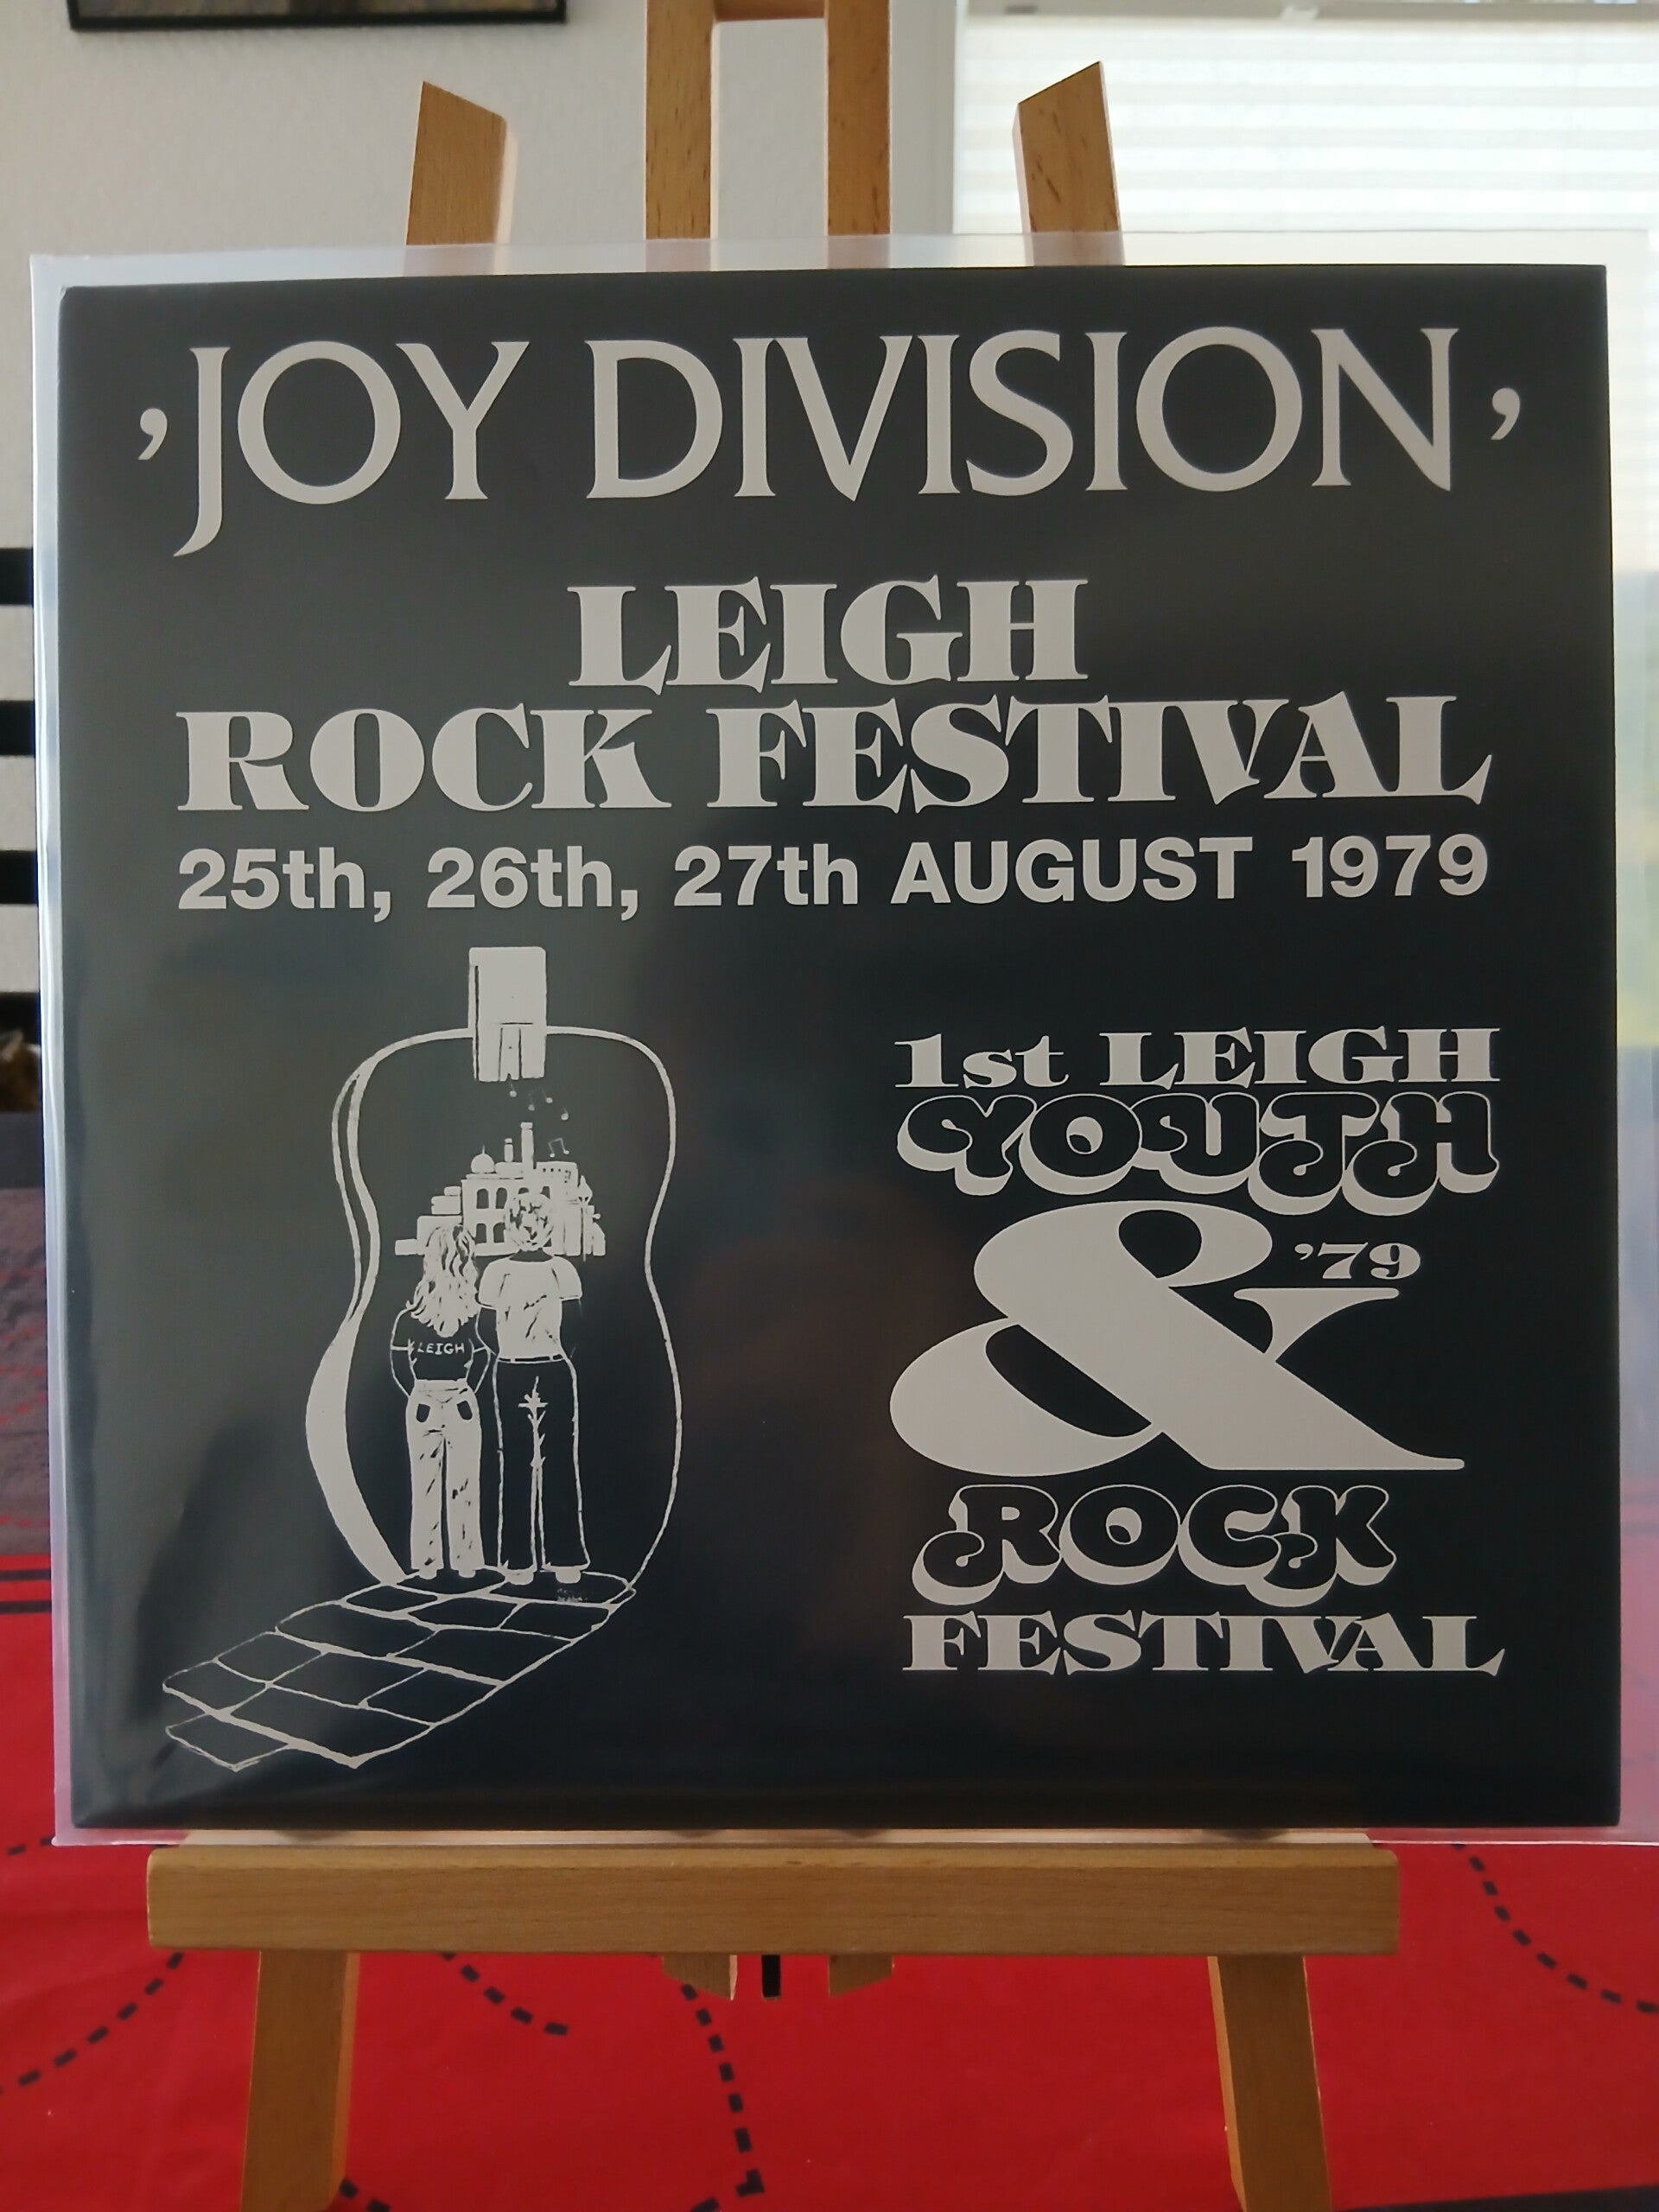 ’JOY DIVISION’
LEIGH
ROCK FESTIVAL
25th, 26th, 27th AUGUST 1979
1st LEIGH
YOUTH
& ’79
ROCK
FESTIVAL
LEIGH